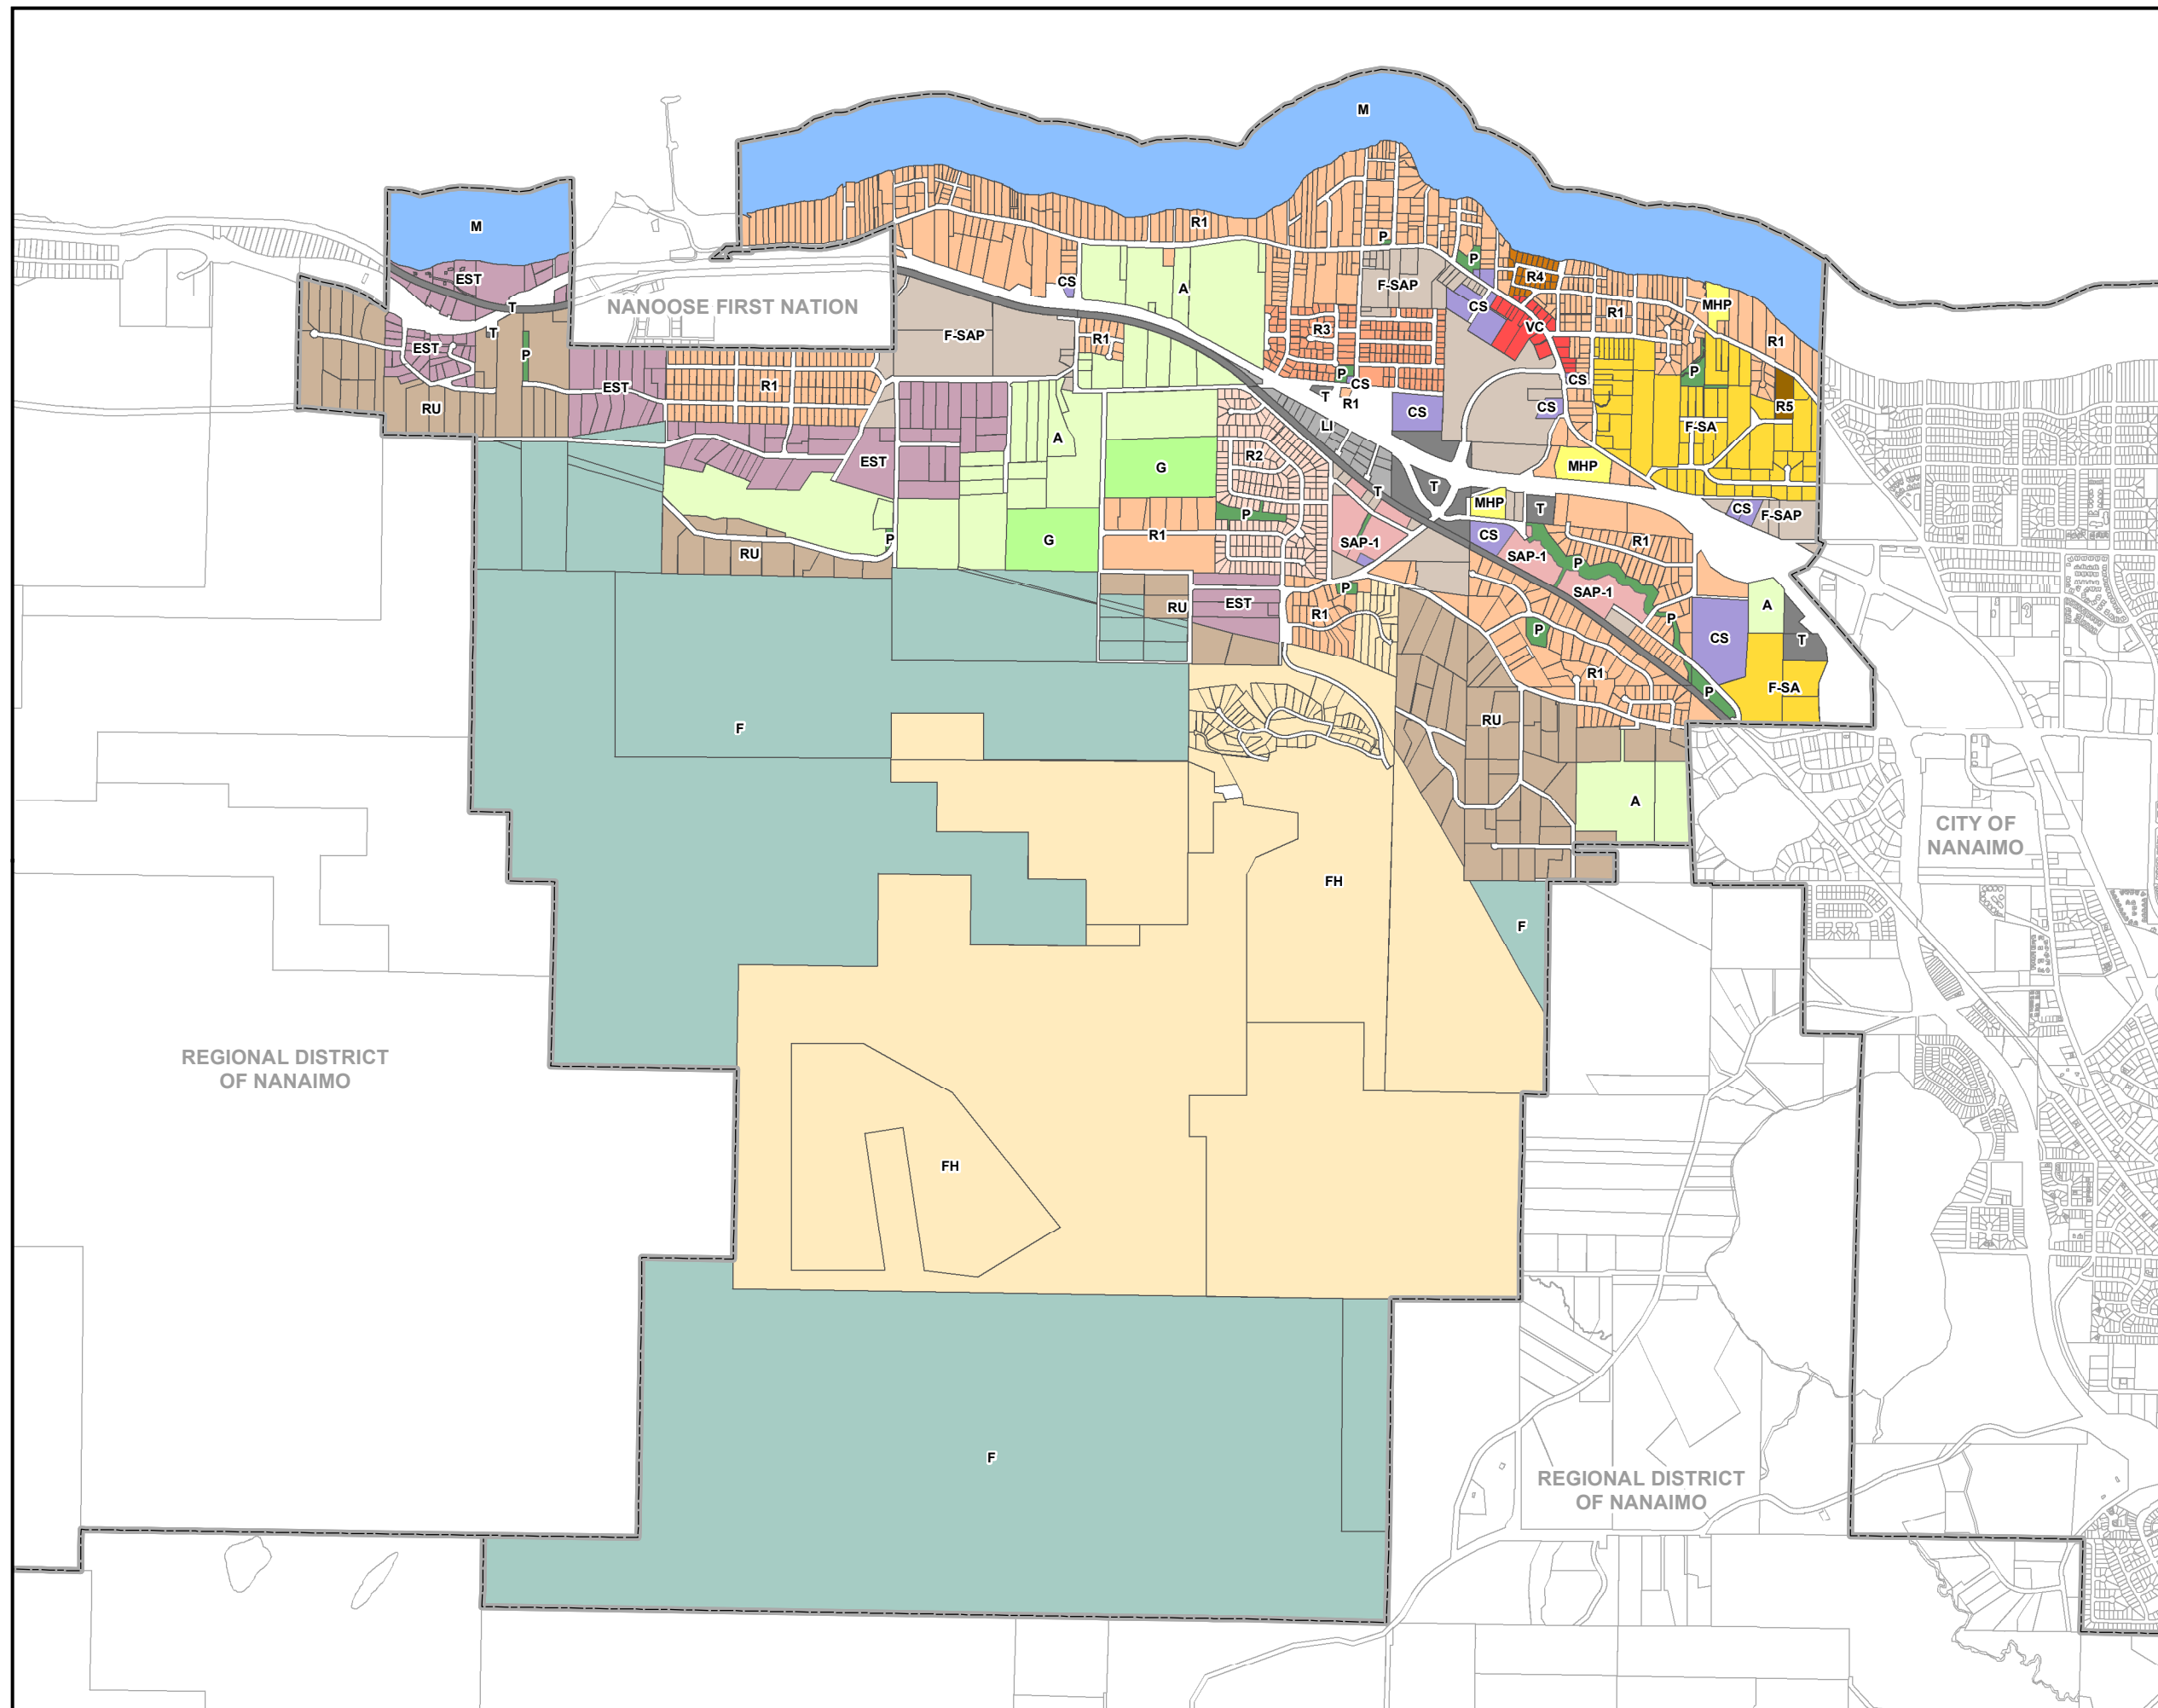 M
M
R1
P
P
EST
CS
A
F-SAP
R4
NANOOSE FIRST NATION
T
MHP
CS
R1
T
R3
VC
F-SAP
R1
R1
EST
P
P
P
CS
CS
R1
EST
T
R1
CS
CS
R5
RU
LI
F-SA
A
R2
EST
G
MHP
T
T
MHP
T
CS
F-SAP
P
R1
CS
P
G
SAP-1
R1
RU
SAP-1
P
P
SAP-1
RU
EST
R1
A
P
P
CS
T
R1
F-SA
P
F
RU
A
CITY OF
NANAIMO
FH
F
REGIONAL DISTRICT
OF NANAIMO
FH
F
REGIONAL DISTRICT
OF NANAIMO